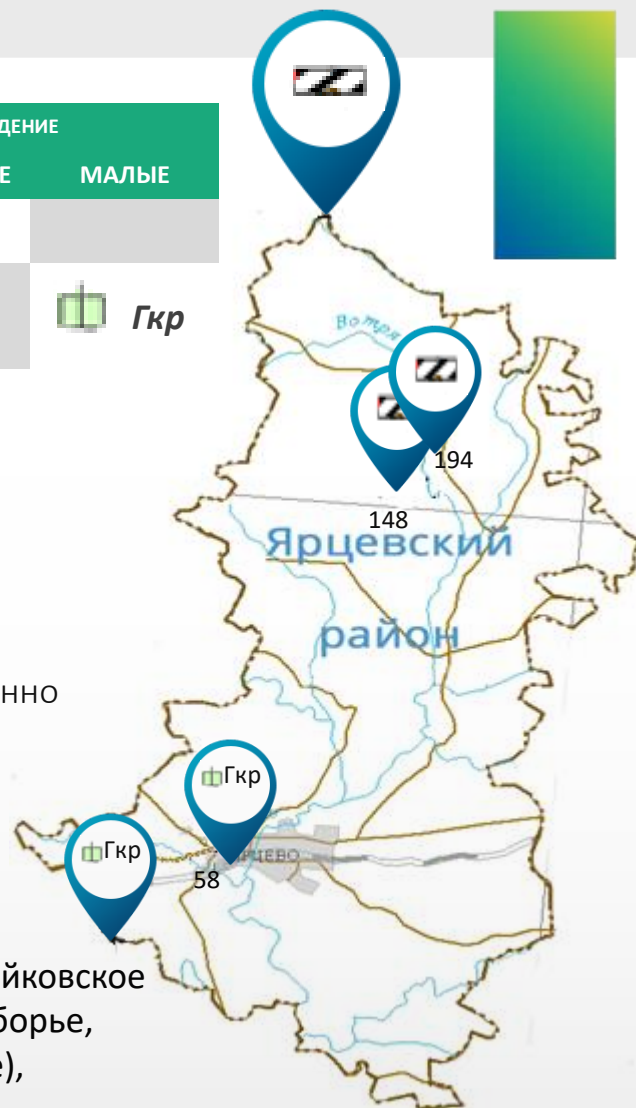 ДЕНИЕ
Е МАЛЫЕ
Гкр
Вотря
194
148
Ярцевский
район
ННО
Гкр
Гкр
ЯРЦЕВО
58
йковское
борье,
е),